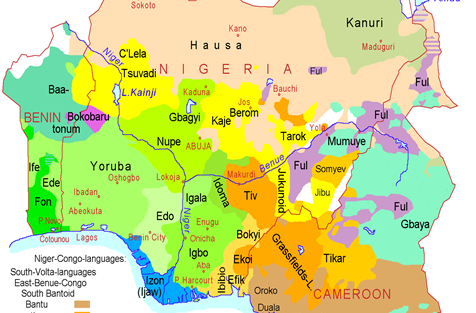 Sokoto
Kano
Kanuri
Maduguri
Hausa
Niger
C'Lela
Tsuvadi
NIGERIA
Ful
Ful
Bauchi
L.Kainji
Kaduna
Baa-
tonum
BENIN
Bokobaru
Gbagyi
Jos
Kaje
Berom
Tarok
Yola
Mumuye
Ful
Ful
Nupe
ABUJA
Benue
Ife
Ede
Fon
Yoruba
Oshogbo
Ibadan
Abeokuta
P.Novo
Cotounou
Lagos
Lokoja
Makurdi
Idoma
Igala
Niger
Tiv
Jukunoid
Somyev
Jibu
Ful
Gbaya
Edo
Benin City
Enugu
Onicha
Igbo
Aba
P.Harcourt
Bokyi
Ekoi
Efik
Ibibio
Grassfields-L.
Tikar
CAMEROON
Oroko
Duala
Izon
(Ijaw)
Niger-Congo-languages:
South-Volta-languages
East-Benue-Congo
South Bantoid
Bantu